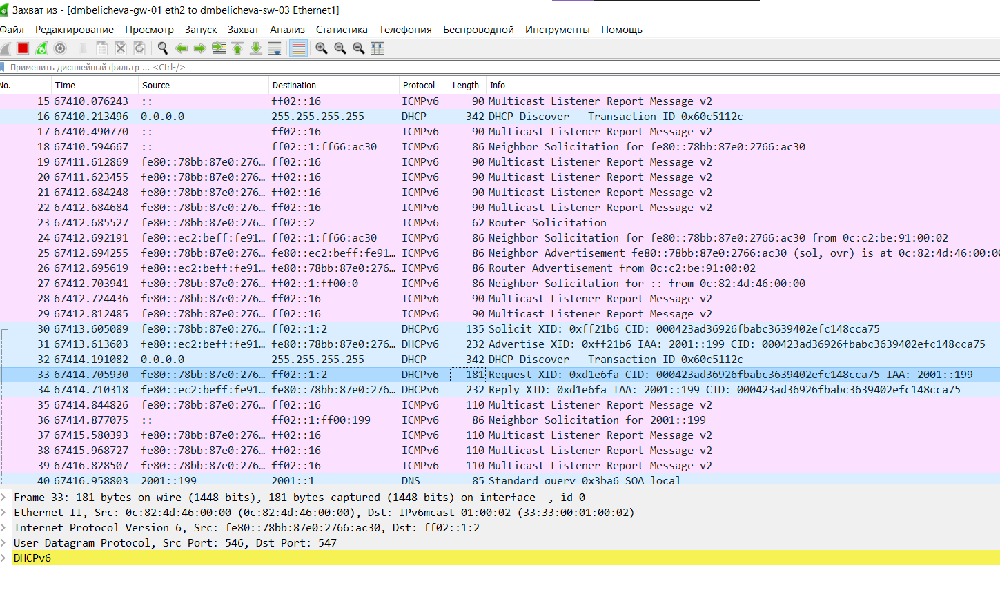 Захват из - [dmbelicheva-gw-01 eth2 to dmbelicheva-sw-03 Ethernet1]
Файл Редактирование Просмотр Запуск Захват Анализ Статистика Телефония Беспроводной Инструменты Помощь
Применить дисплейный фильтр ... <Ctrl-/>
No. Time Source Destination Protocol Length Info
15 67410.076243 :: ff02::16 ICMPv6 90 Multicast Listener Report Message v2
16 67410.213496 0.0.0.0 255.255.255.255 DHCP 342 DHCP Discover - Transaction ID 0x60c5112c
17 67410.490770 :: ff02::16 ICMPv6 90 Multicast Listener Report Message v2
18 67410.594667 :: ff02::1:ff66:ac30 ICMPv6 86 Neighbor Solicitation for fe80::78bb:87e0:2766:ac30
19 67411.612869 fe80::78bb:87e0:276… ff02::16 ICMPv6 90 Multicast Listener Report Message v2
20 67411.623455 fe80::78bb:87e0:276… ff02::16 ICMPv6 90 Multicast Listener Report Message v2
21 67412.684248 fe80::78bb:87e0:276… ff02::16 ICMPv6 90 Multicast Listener Report Message v2
22 67412.684684 fe80::78bb:87e0:276… ff02::16 ICMPv6 90 Multicast Listener Report Message v2
23 67412.685527 fe80::78bb:87e0:276… ff02::2 ICMPv6 62 Router Solicitation
24 67412.692191 fe80::ec2:beff:fe91… ff02::1:ff66:ac30 ICMPv6 86 Neighbor Solicitation for fe80::78bb:87e0:2766:ac30 from 0c:c2:be:91:00:02
25 67412.694255 fe80::78bb:87e0:276… fe80::ec2:beff:fe91… ICMPv6 86 Neighbor Advertisement fe80::78bb:87e0:2766:ac30 (sol, ovr) is at 0c:82:4d:46:00:00
26 67412.695619 fe80::ec2:beff:fe91… fe80::78bb:87e0:276… ICMPv6 86 Router Advertisement from 0c:c2:be:91:00:02
27 67412.703941 fe80::78bb:87e0:276… ff02::1:ff00:0 ICMPv6 86 Neighbor Solicitation for :: from 0c:82:4d:46:00:00
28 67412.724436 fe80::78bb:87e0:276… ff02::16 ICMPv6 90 Multicast Listener Report Message v2
29 67412.812485 fe80::78bb:87e0:276… ff02::16 ICMPv6 90 Multicast Listener Report Message v2
30 67413.605089 fe80::78bb:87e0:276… ff02::1:2 DHCPv6 135 Solicit XID: 0xff21b6 CID: 000423ad36926fbabc3639402efc148cca75
31 67413.613603 fe80::ec2:beff:fe91… fe80::78bb:87e0:276… DHCPv6 232 Advertise XID: 0xff21b6 IAA: 2001::199 CID: 000423ad36926fbabc3639402efc148cca75
32 67414.191082 0.0.0.0 255.255.255.255 DHCP 342 DHCP Discover - Transaction ID 0x60c5112c
33 67414.705930 fe80::78bb:87e0:276… ff02::1:2 DHCPv6 181 Request XID: 0xd1e6fa CID: 000423ad36926fbabc3639402efc148cca75 IAA: 2001::199
34 67414.710318 fe80::ec2:beff:fe91… fe80::78bb:87e0:276… DHCPv6 232 Reply XID: 0xd1e6fa IAA: 2001::199 CID: 000423ad36926fbabc3639402efc148cca75
35 67414.844826 fe80::78bb:87e0:276… ff02::16 ICMPv6 110 Multicast Listener Report Message v2
36 67414.877075 :: ff02::1:ff00:199 ICMPv6 86 Neighbor Solicitation for 2001::199
37 67415.580393 fe80::78bb:87e0:276… ff02::16 ICMPv6 110 Multicast Listener Report Message v2
38 67415.968727 fe80::78bb:87e0:276… ff02::16 ICMPv6 110 Multicast Listener Report Message v2
39 67416.828507 fe80::78bb:87e0:276… ff02::16 ICMPv6 110 Multicast Listener Report Message v2
40 67416.958803 2001::199 2001::1 DNS 85 Standard query 0x3ba6 SOA local
Frame 33: 181 bytes on wire (1448 bits), 181 bytes captured (1448 bits) on interface -, id 0
Ethernet II, Src: 0c:82:4d:46:00:00 (0c:82:4d:46:00:00), Dst: IPv6mcast_01:00:02 (33:33:00:01:00:02)
Internet Protocol Version 6, Src: fe80::78bb:87e0:2766:ac30, Dst: ff02::1:2
User Datagram Protocol, Src Port: 546, Dst Port: 547
DHCPv6